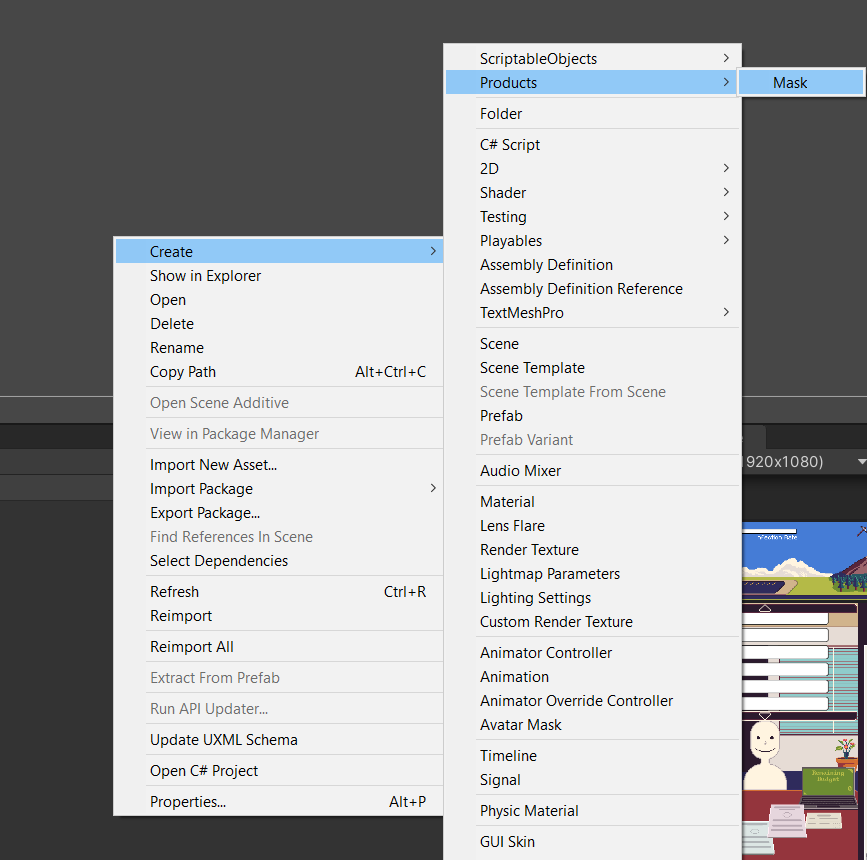 Create
Show in Explorer
Open
Delete
Rename
Copy Path Alt+Ctrl+C
Open Scene Additive
View in Package Manager
Import New Asset...
Import Package
Export Package...
Find References In Scene
Select Dependencies
Refresh Ctrl+R
Reimport
Reimport All
Extract From Prefab
Run API Updater...
Update UXML Schema
Open C# Project
Properties... Alt+P
ScriptableObjects
Products
Folder
C# Script
2D
Shader
Testing
Playables
Assembly Definition
Assembly Definition Reference
TextMeshPro
Scene
Scene Template
Scene Template From Scene
Prefab
Prefab Variant
Audio Mixer
Material
Lens Flare
Render Texture
Lightmap Parameters
Lighting Settings
Custom Render Texture
Animator Controller
Animation
Animator Override Controller
Avatar Mask
Timeline
Signal
Physic Material
GUI Skin
Mask
1920x1080)
Remaining
Budget